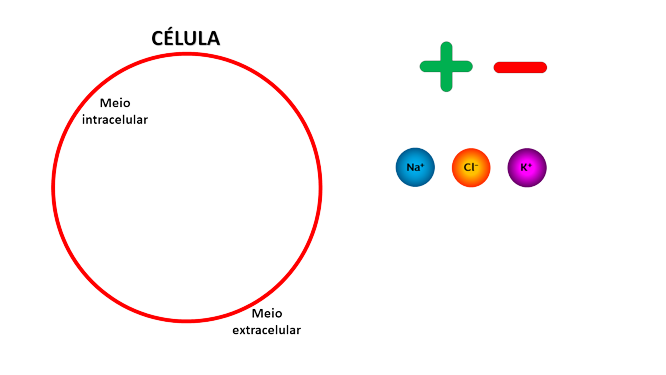 CÉLULA
Meio
intracelular
Na⁺
Cl⁻
K⁺
Meio
extracelular